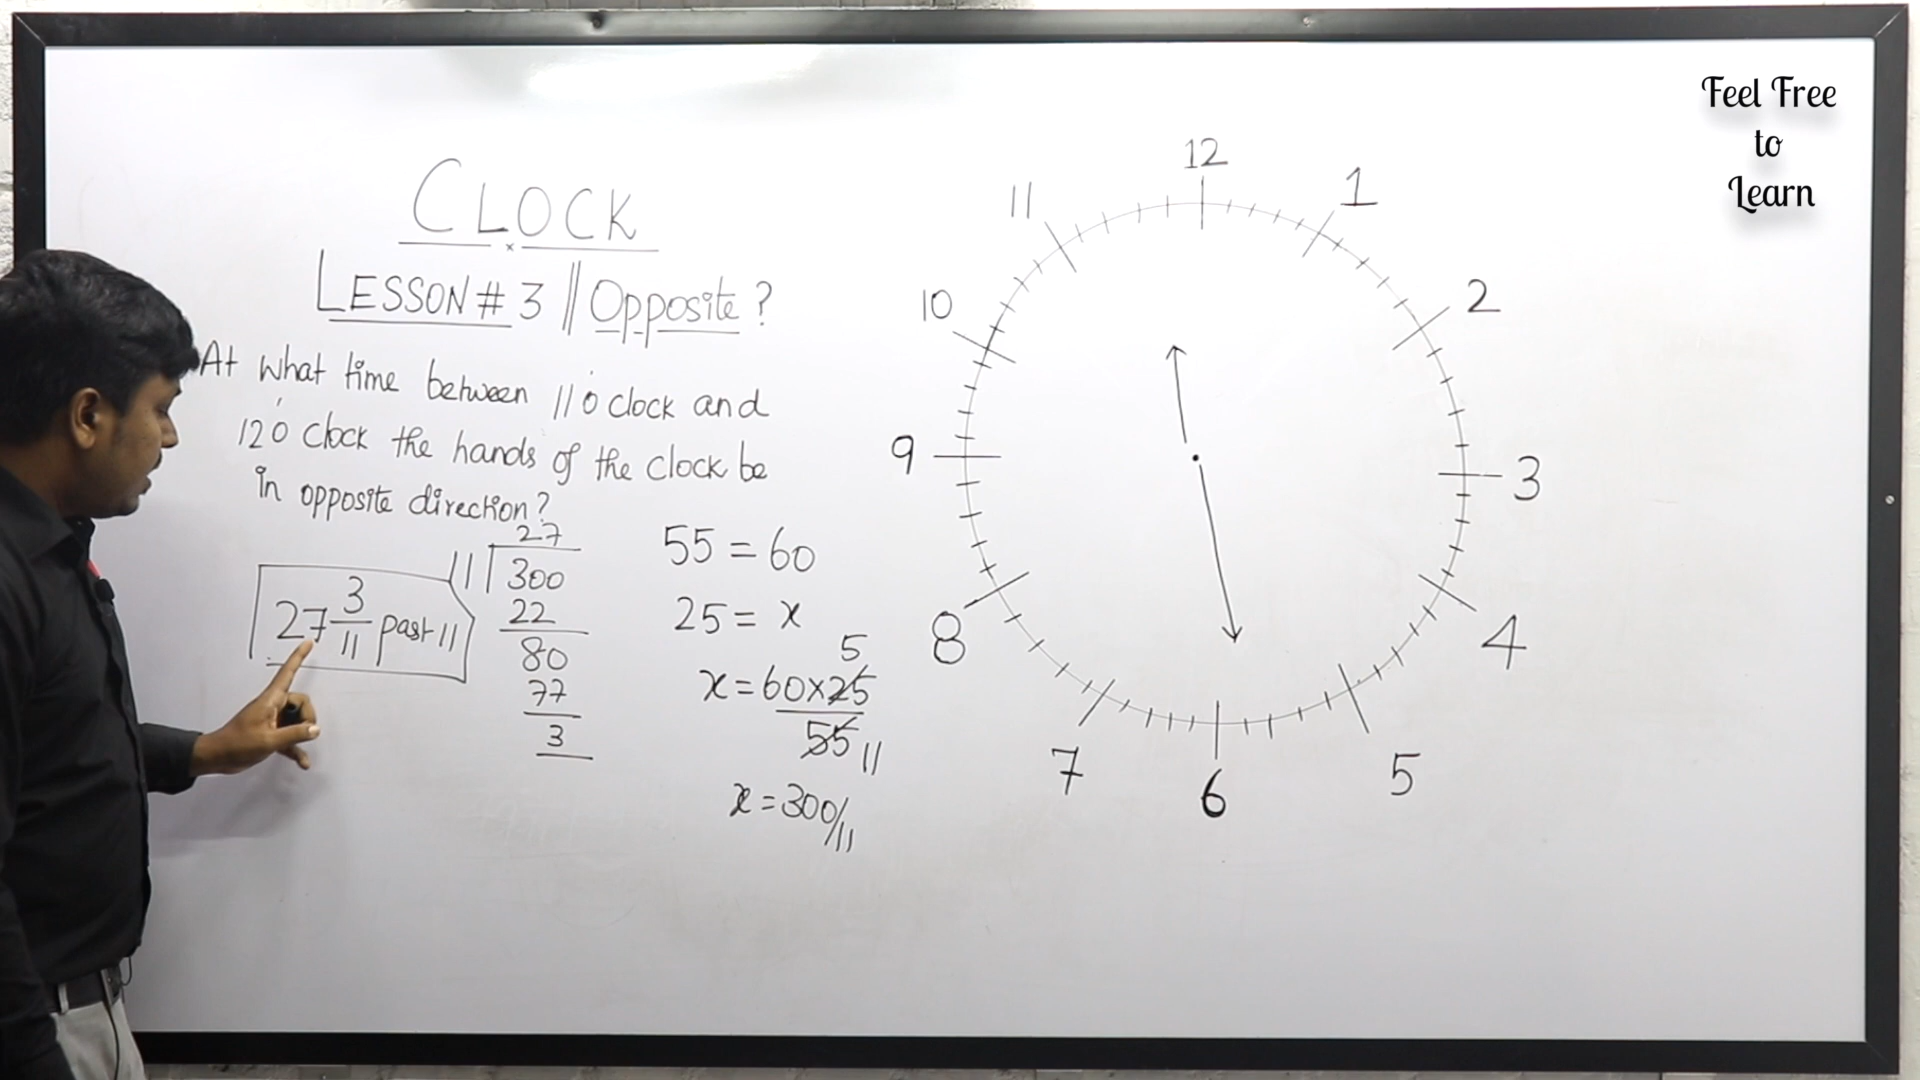 Feel Free
to
Learn
CLOCK
LESSON # 3 || Opposite ?
At what time between 11 o'clock and
12 o'clock the hands of the clock be
in opposite direction?
27 3/11 past 11
27
11 | 300
22
80
77
3
55 = 60
25 = x
5
x = 60 x 25
55 11
x = 300/11
12
11
1
10
2
9
3
8
4
7
5
6